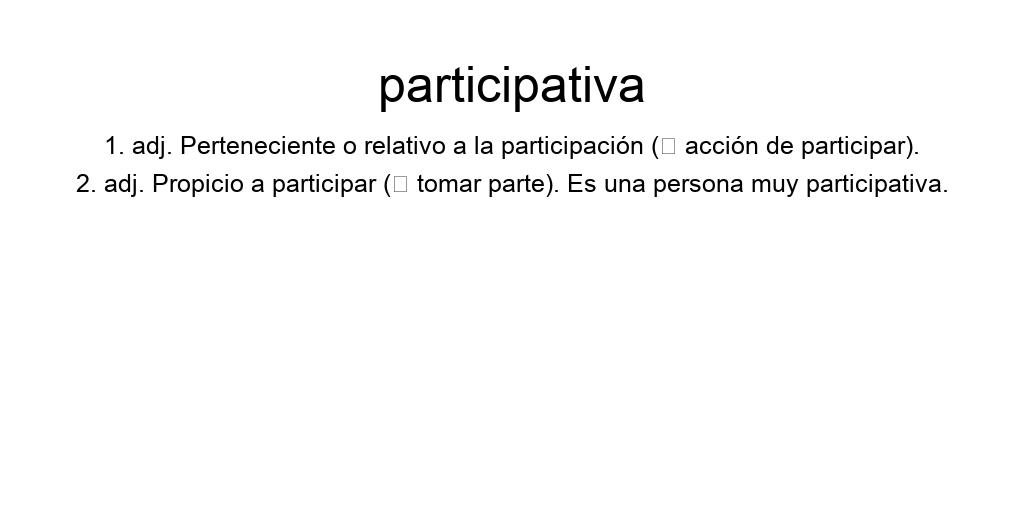 participativa
1. adj. Perteneciente o relativo a la participación (□ acción de participar).
2. adj. Propicio a participar (□ tomar parte). Es una persona muy participativa.